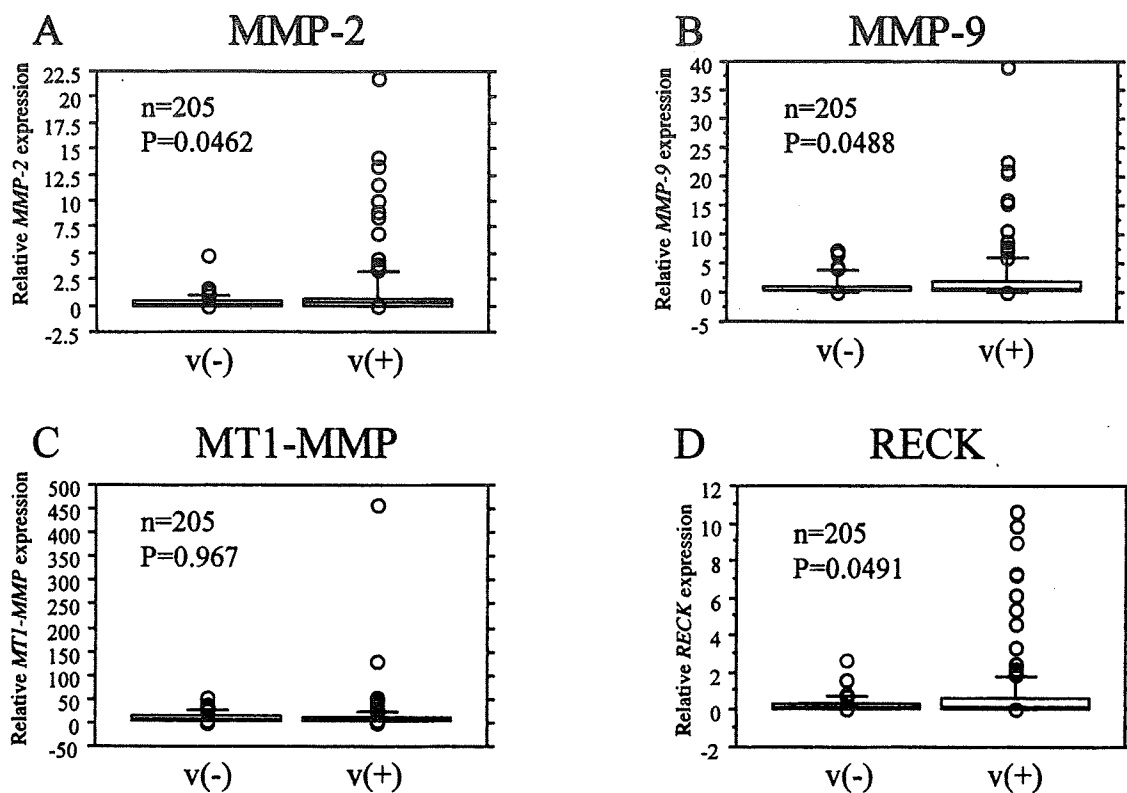 A MMP-2
Relative MMP-2 expression
22.5
20
17.5
15
12.5
10
7.5
5
2.5
0
-2.5
n=205
P=0.0462
v(-) v(+)
B MMP-9
Relative MMP-9 expression
40
35
30
25
20
15
10
5
0
-5
n=205
P=0.0488
v(-) v(+)
C MT1-MMP
Relative MT1-MMP expression
500
450
400
350
300
250
200
150
100
50
0
-50
n=205
P=0.967
v(-) v(+)
D RECK
Relative RECK expression
12
10
8
6
4
2
0
-2
n=205
P=0.0491
v(-) v(+)